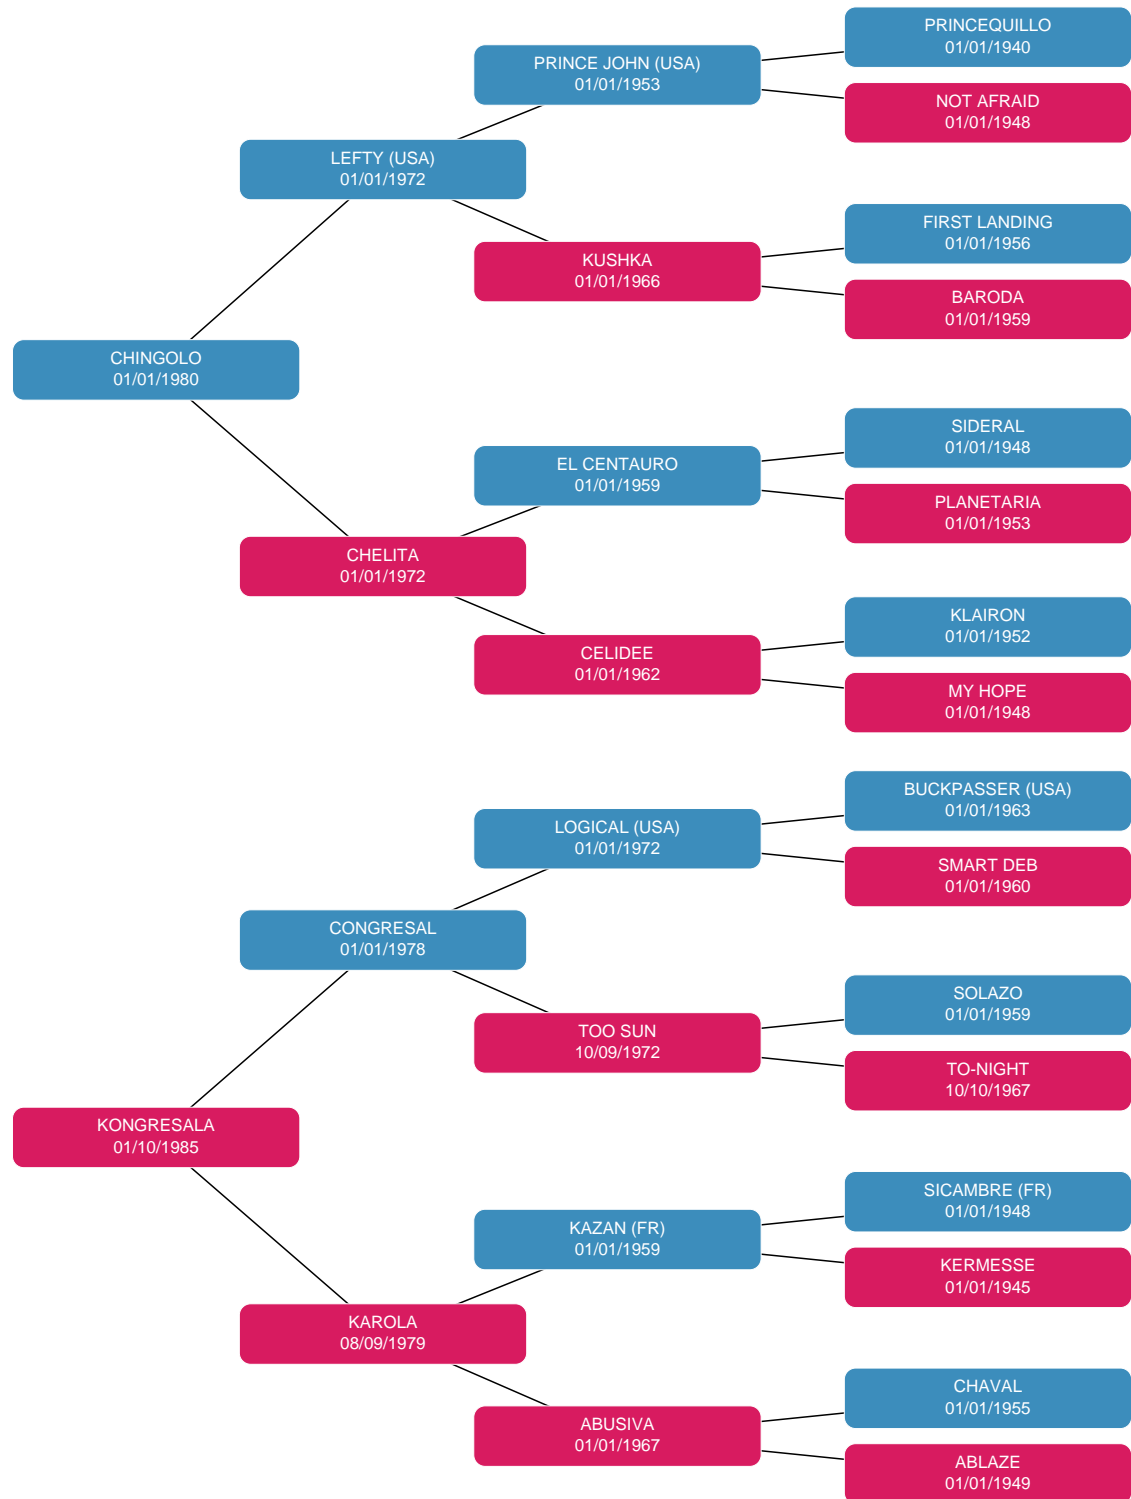 PRINCEQUILLO
01/01/1940
PRINCE JOHN (USA)
01/01/1953
NOT AFRAID
01/01/1948
LEFTY (USA)
01/01/1972
FIRST LANDING
01/01/1956
KUSHKA
01/01/1966
BARODA
01/01/1959
CHINGOLO
01/01/1980
SIDERAL
01/01/1948
EL CENTAURO
01/01/1959
PLANETARIA
01/01/1953
CHELITA
01/01/1972
KLAIRON
01/01/1952
CELIDEE
01/01/1962
MY HOPE
01/01/1948
BUCKPASSER (USA)
01/01/1963
LOGICAL (USA)
01/01/1972
SMART DEB
01/01/1960
CONGRESAL
01/01/1978
SOLAZO
01/01/1959
TOO SUN
10/09/1972
TO-NIGHT
10/10/1967
KONGRESALA
01/10/1985
SICAMBRE (FR)
01/01/1948
KAZAN (FR)
01/01/1959
KERMESSE
01/01/1945
KAROLA
08/09/1979
CHAVAL
01/01/1955
ABUSIVA
01/01/1967
ABLAZE
01/01/1949